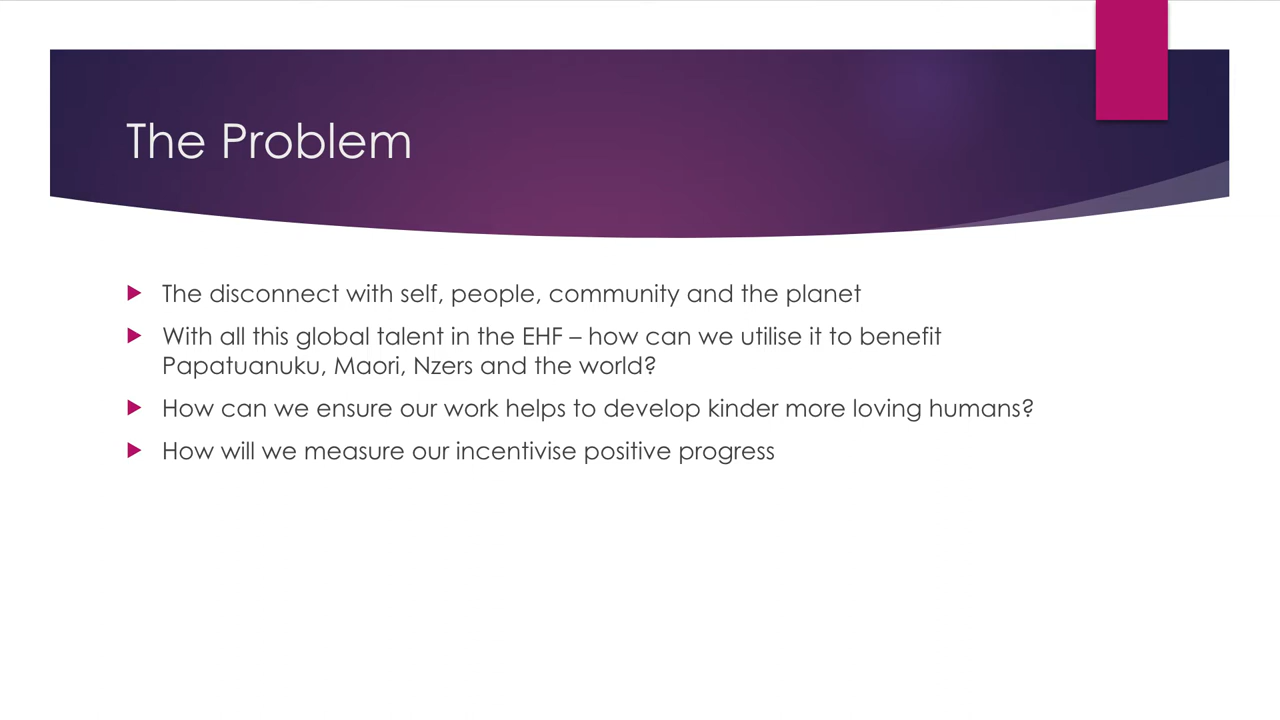 The Problem
The disconnect with self, people, community and the planet
With all this global talent in the EHF – how can we utilise it to benefit
Papatuanuku, Maori, Nzers and the world?
How can we ensure our work helps to develop kinder more loving humans?
How will we measure our incentivise positive progress